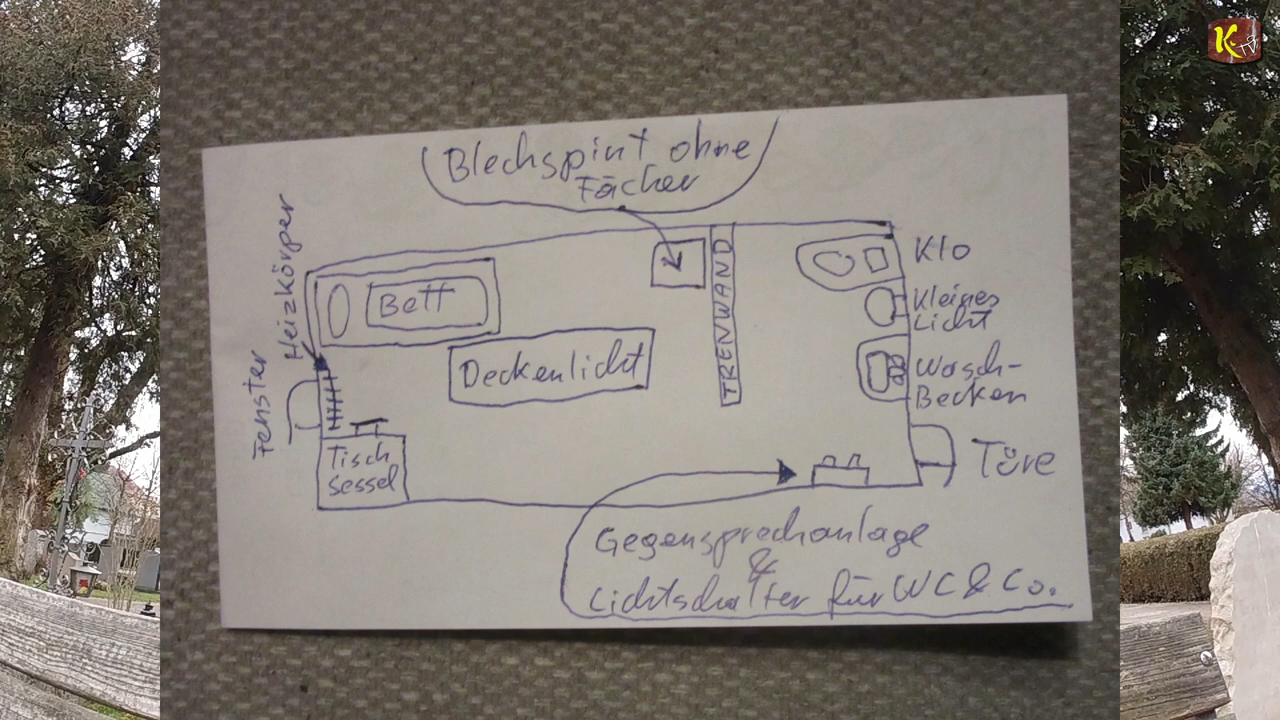 Blechspint ohne
Fächer
Heizkörper
Fenster
Bett
Deckenlicht
TRENWAND
Klo
Kleines
Licht
Wasch-
Becken
Türe
Tisch
Sessel
Gegensprechanlage
&
Lichtschalter für WC & Co.
K